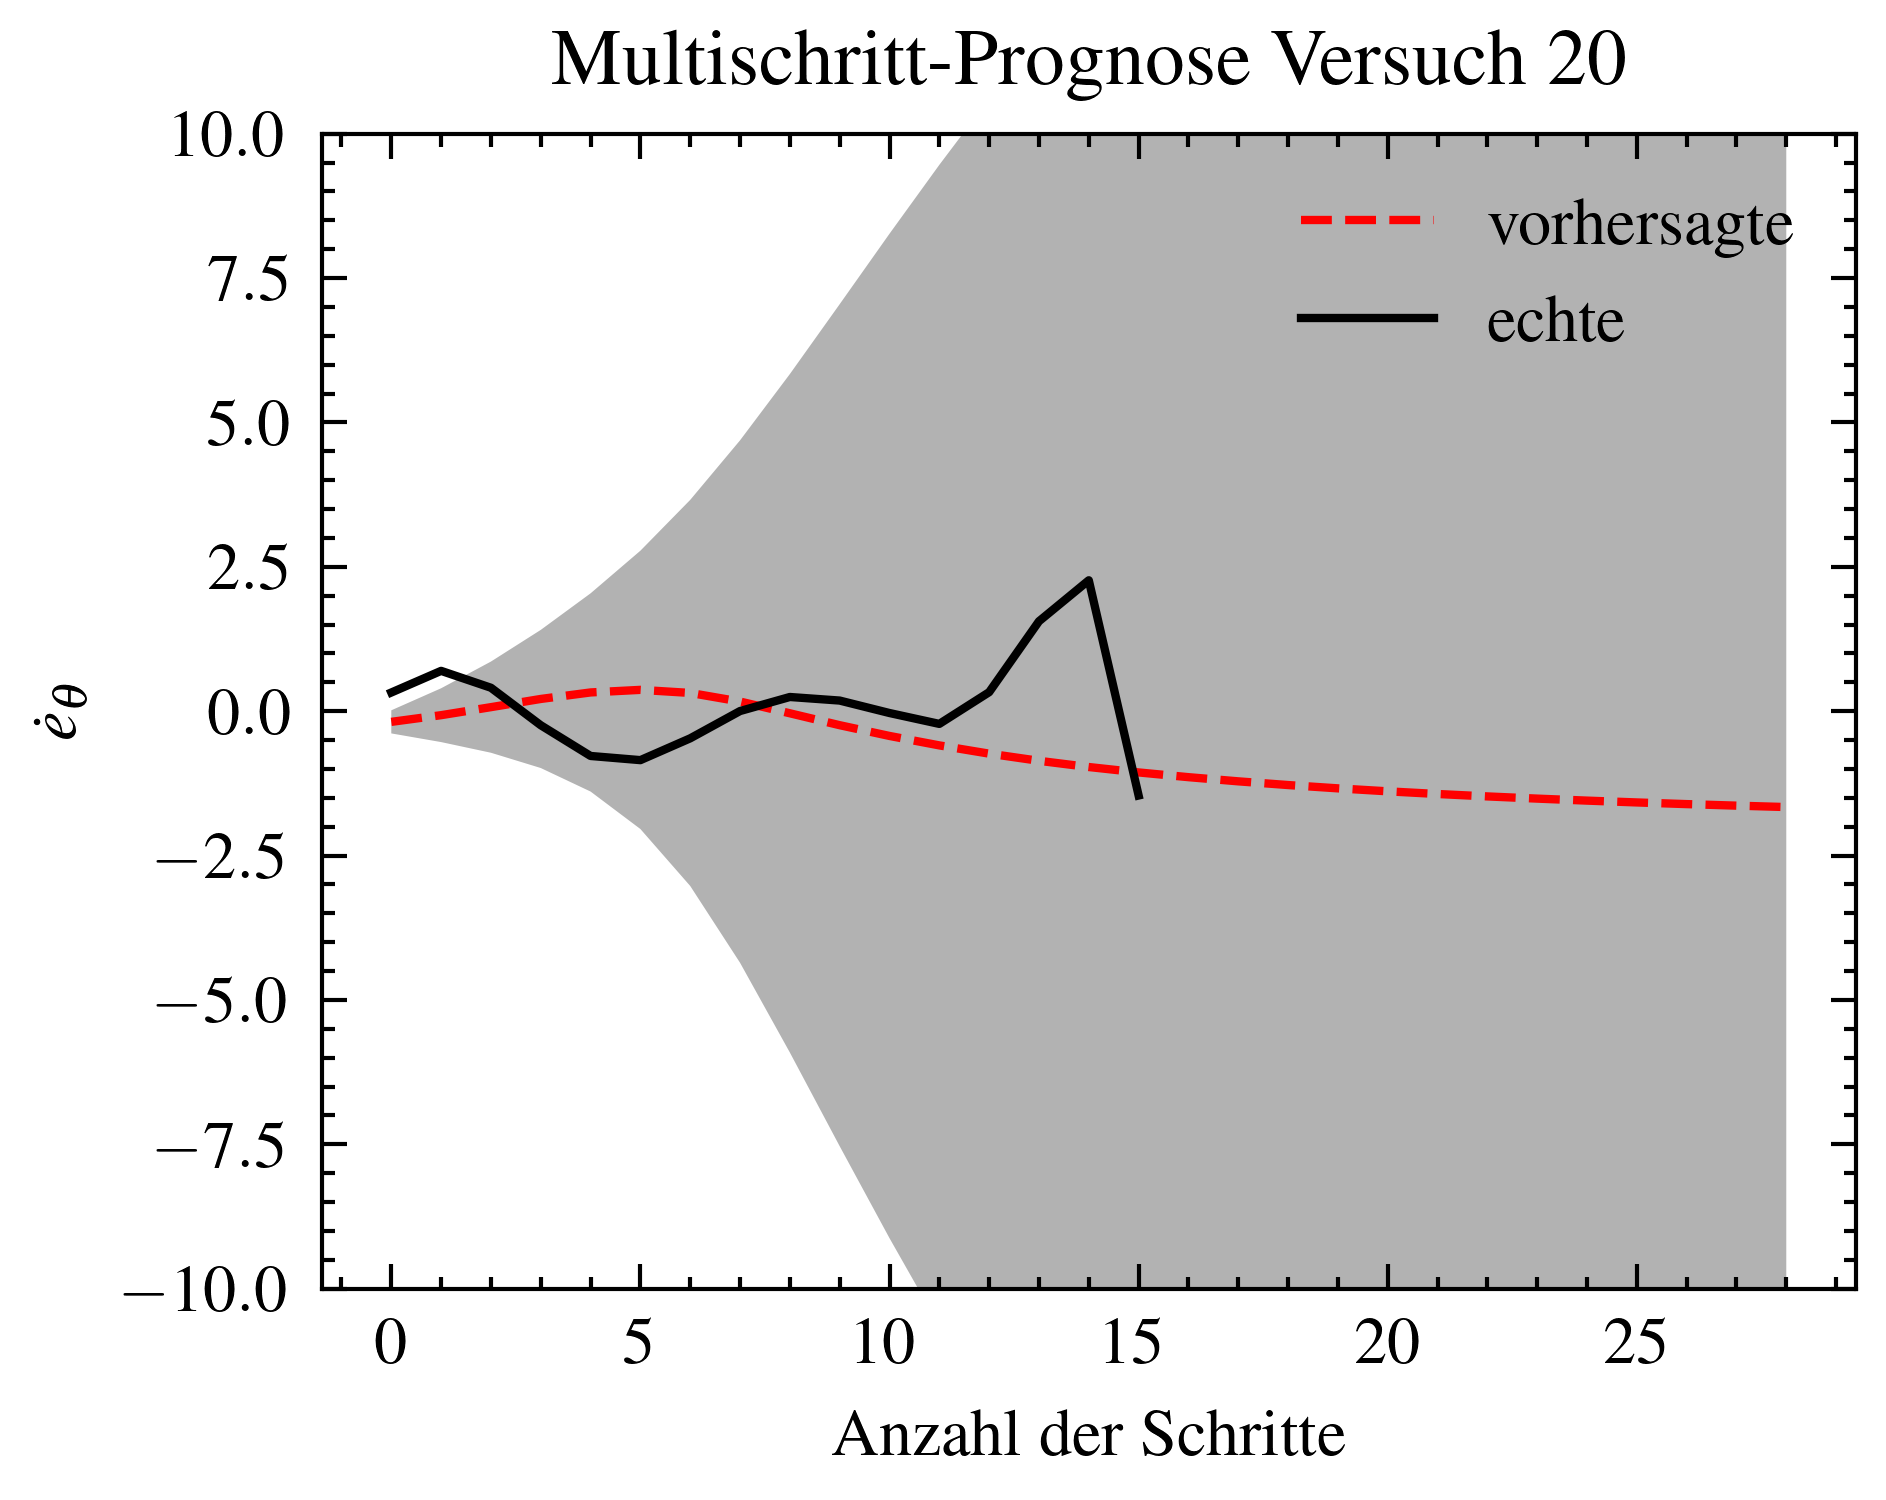 Multischritt-Prognose Versuch 20
10.0
7.5
5.0
2.5
0.0
−2.5
−5.0
−7.5
−10.0
ė_θ
vorhersagte
echte
0 5 10 15 20 25
Anzahl der Schritte